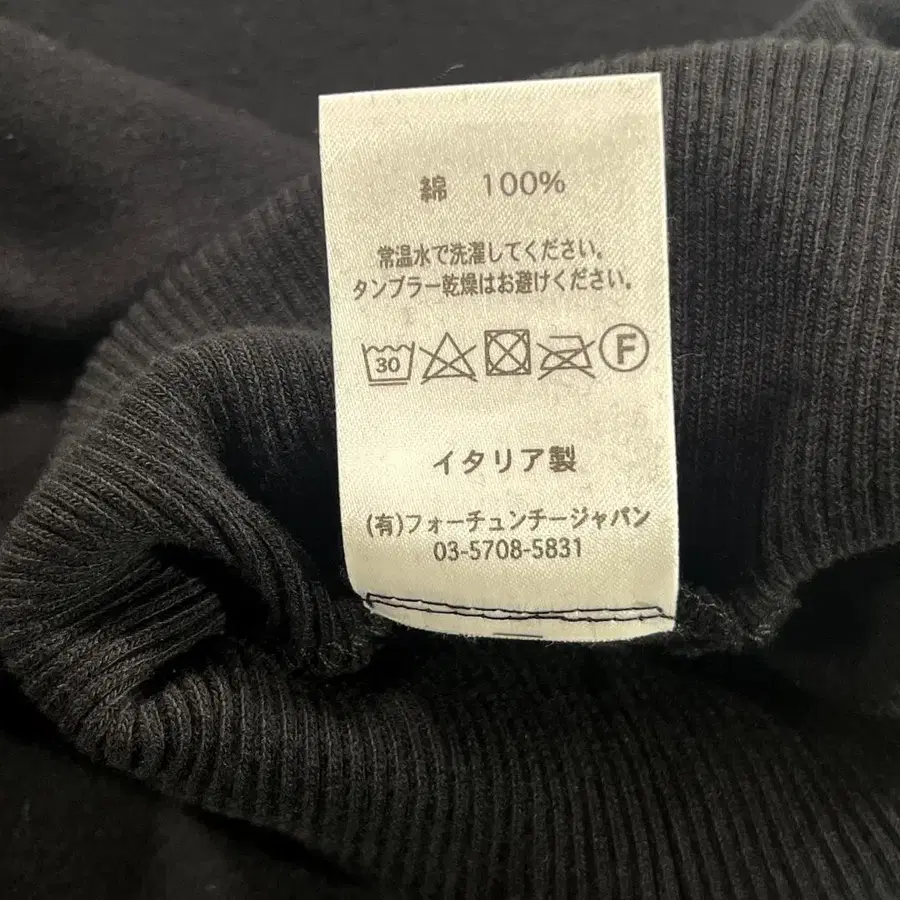 綿 100%
常温水で洗濯してください。
タンブラー乾燥はお避けください。
30 F
イタリア製
(有)フォーチュンチージャパン
03-5708-5831